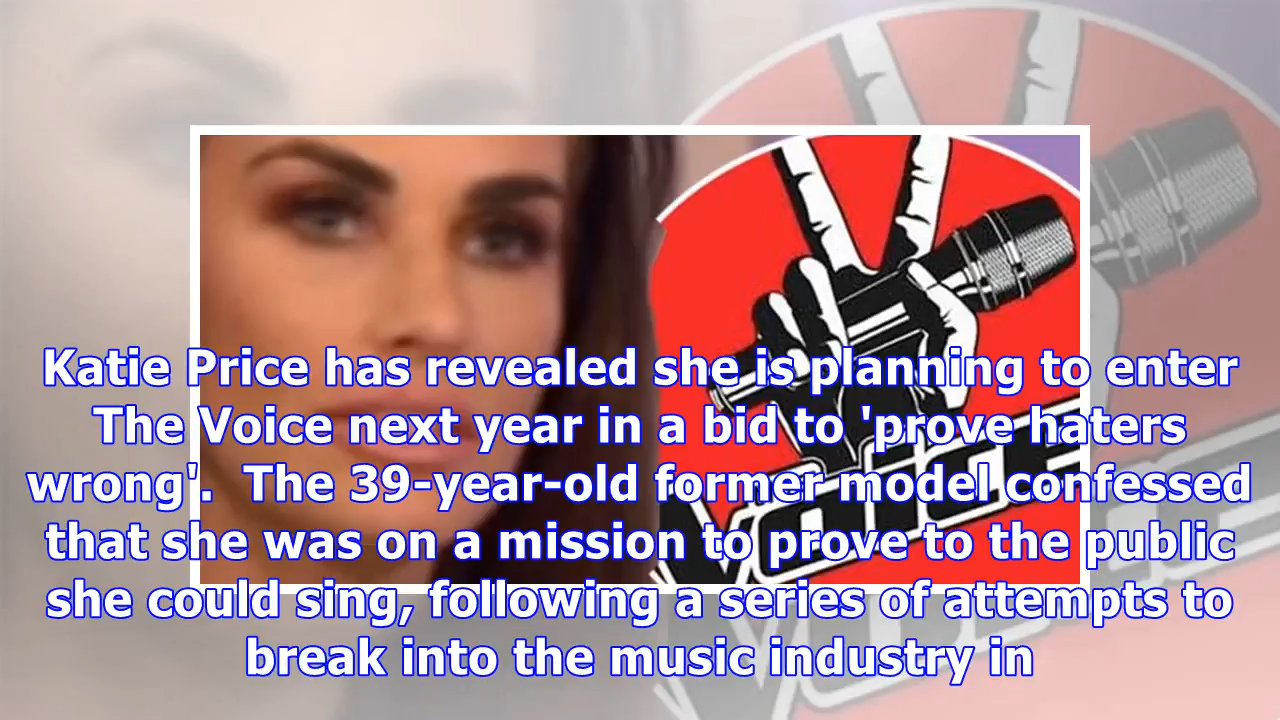 Katie Price has revealed she is planning to enter
The Voice next year in a bid to 'prove haters
wrong'.  The 39-year-old former model confessed
that she was on a mission to prove to the public
she could sing, following a series of attempts to
break into the music industry in
Voice